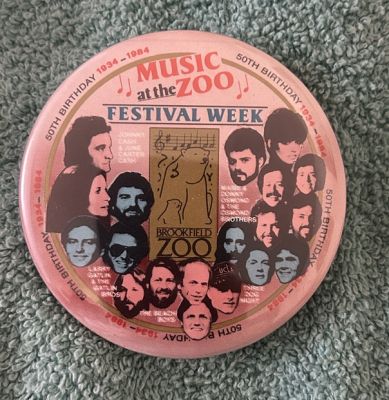 50TH BIRTHDAY 1934-1984
MUSIC
at the ZOO
FESTIVAL WEEK
50TH BIRTHDAY 1934-1984
JOHNNY
CASH & JUNE
CARTER
CASH
MARIE &
DONNY
OSMOND
& THE
OSMOND
BROTHERS
BROOKFIELD
ZOO
LARRY
GATLIN
& THE
GATLIN
BROS
THE BEACH
BOYS
THREE
DOG
NIGHT
50TH BIRTHDAY 1934-1984
50TH BIRTHDAY 1934-1984